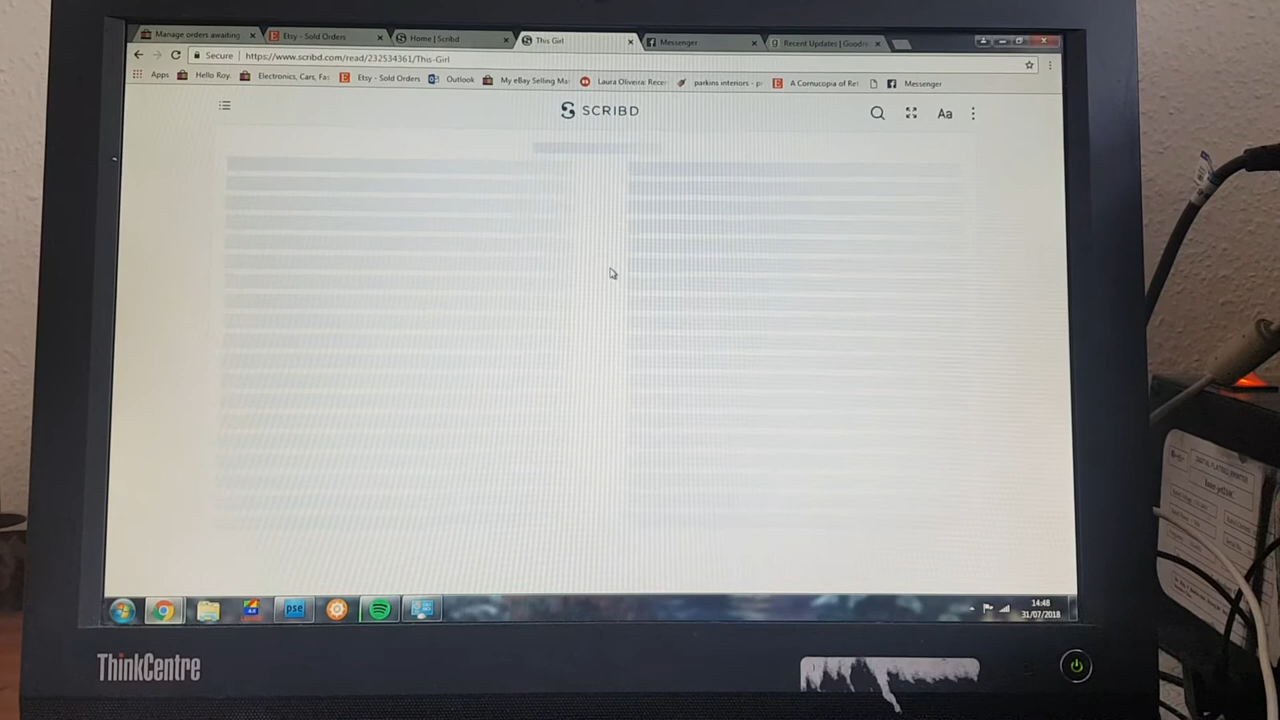 Manage orders awaiting
Etsy - Sold Orders
Home | Scribd
This Girl
Messenger
Recent Updates | Goodr
Secure
https://www.scribd.com/read/232534361/This-Girl
Apps
Hello Roy.
Electronics, Cars, Fas
Etsy - Sold Orders
Outlook
My eBay Selling Ma
Laura Oliveira: Rece
parkins interiors - p
A Cornucopia of Ret
Messenger
SCRIBD
Aa
pse
14:48
31/07/2018
ThinkCentre